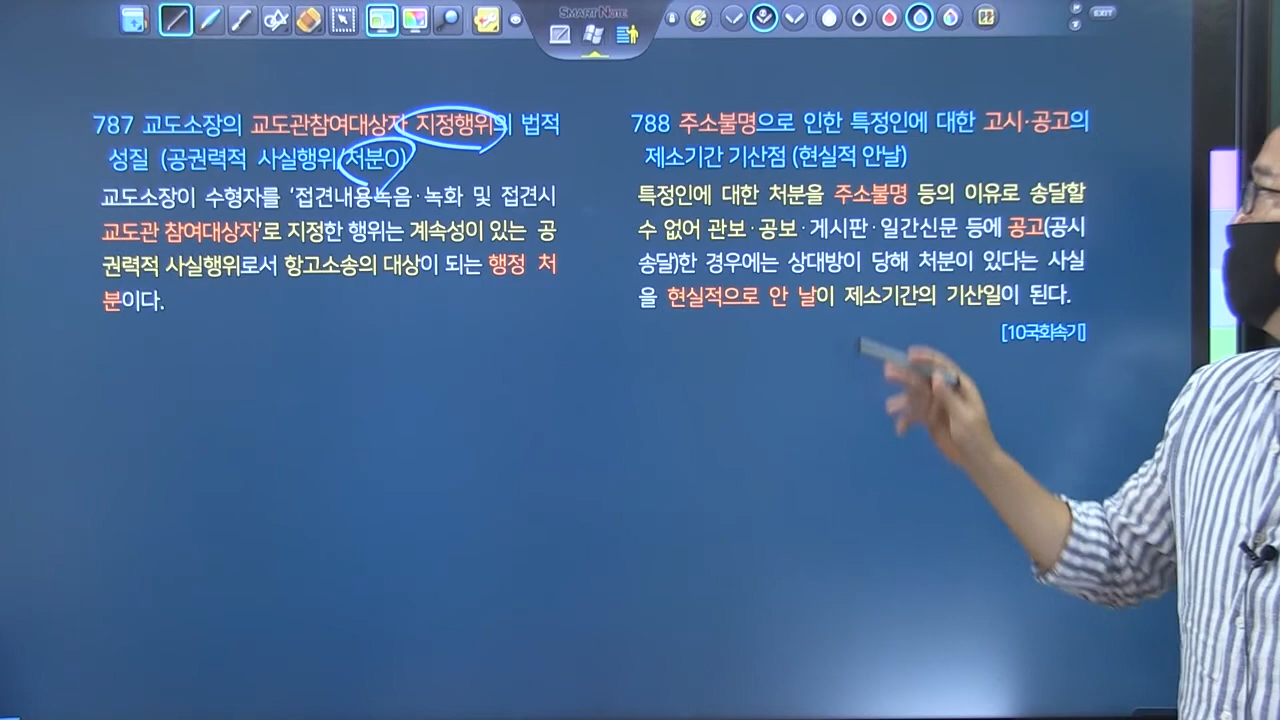 SMARTNOTE
EXIT
787 교도소장의 교도관참여대상자 지정행위의 법적
성질 (공권력적 사실행위(처분O)
교도소장이 수형자를 '접견내용녹음·녹화 및 접견시
교도관 참여대상자'로 지정한 행위는 계속성이 있는 공
권력적 사실행위로서 항고소송의 대상이 되는 행정 처
분이다.
788 주소불명으로 인한 특정인에 대한 고시·공고의
제소기간 기산점 (현실적 안날)
특정인에 대한 처분을 주소불명 등의 이유로 송달할
수 없어 관보·공보·게시판·일간신문 등에 공고(공시
송달)한 경우에는 상대방이 당해 처분이 있다는 사실
을 현실적으로 안 날이 제소기간의 기산일이 된다.
[10국회속기]